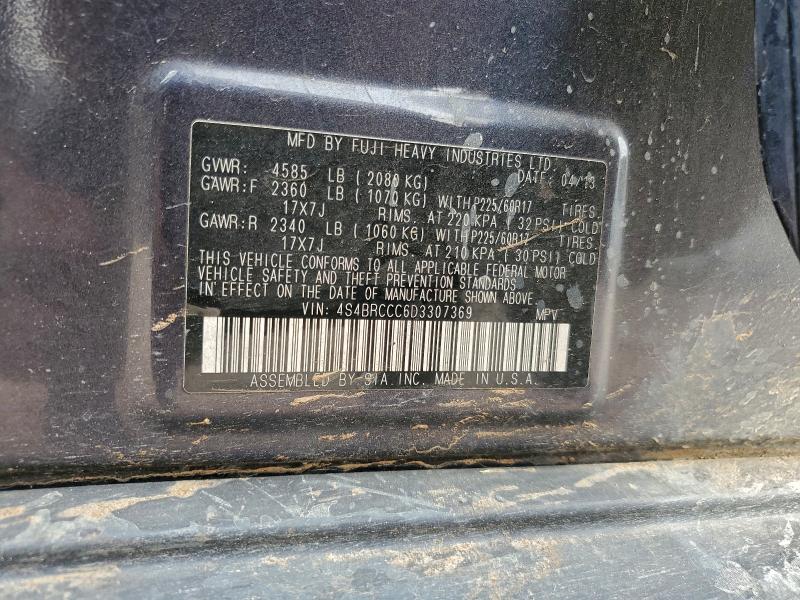 MFD BY FUJI HEAVY INDUSTRIES LTD.
GVWR: 4585 LB (2080 KG) DATE: 04/13
GAWR:F 2360 LB (1070 KG) WITH P225/60R17 TIRES,
17X7J RIMS, AT 220 KPA (32 PSI) COLD
GAWR:R 2340 LB (1060 KG) WITH P225/60R17 TIRES,
17X7J RIMS, AT 210 KPA (30 PSI) COLD
THIS VEHICLE CONFORMS TO ALL APPLICABLE FEDERAL MOTOR
VEHICLE SAFETY AND THEFT PREVENTION STANDARDS
IN EFFECT ON THE DATE OF MANUFACTURE SHOWN ABOVE
VIN: 4S4BRCCC6D3307369 MPV
ASSEMBLED BY SIA.INC. MADE IN U.S.A.